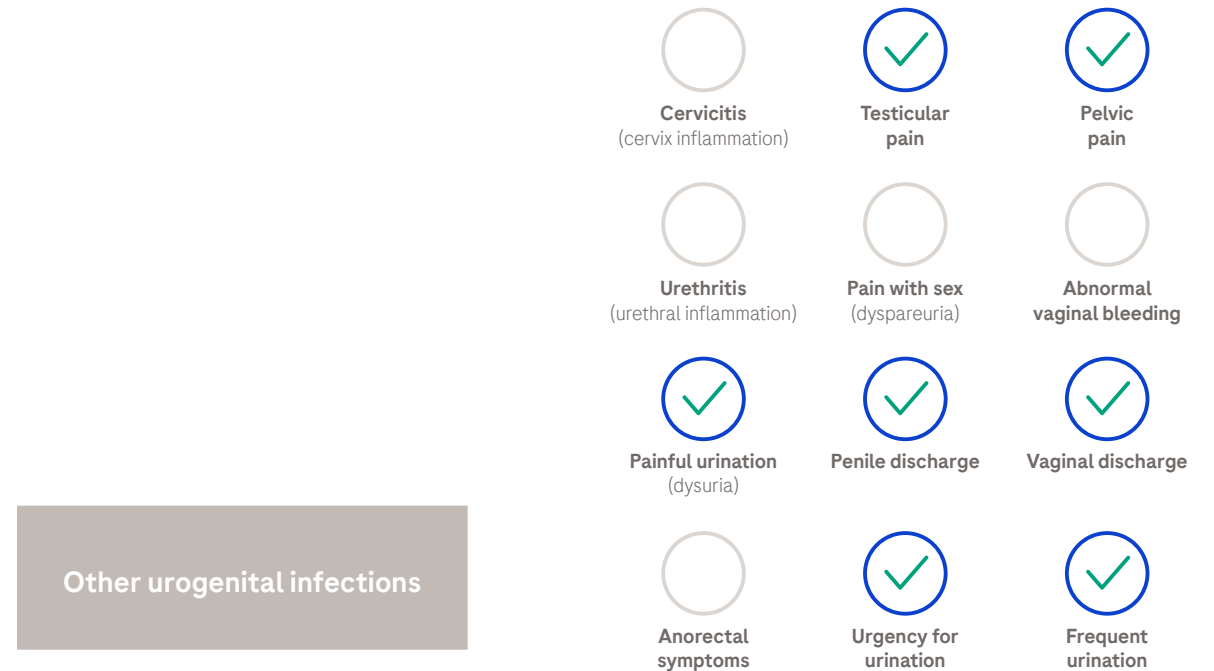 Cervicitis
(cervix inflammation)
Testicular
pain
Pelvic
pain
Urethritis
(urethral inflammation)
Pain with sex
(dyspareuria)
Abnormal
vaginal bleeding
Painful urination
(dysuria)
Penile discharge
Vaginal discharge
Other urogenital infections
Anorectal
symptoms
Urgency for
urination
Frequent
urination